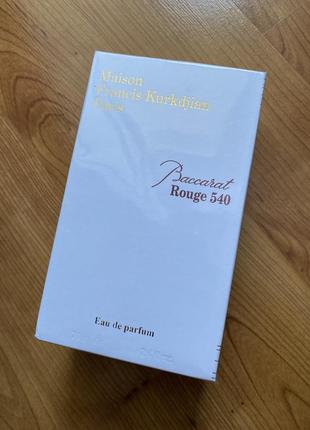 Maison
Francis Kurkdjian
Paris
Baccarat
Rouge 540
Eau de parfum